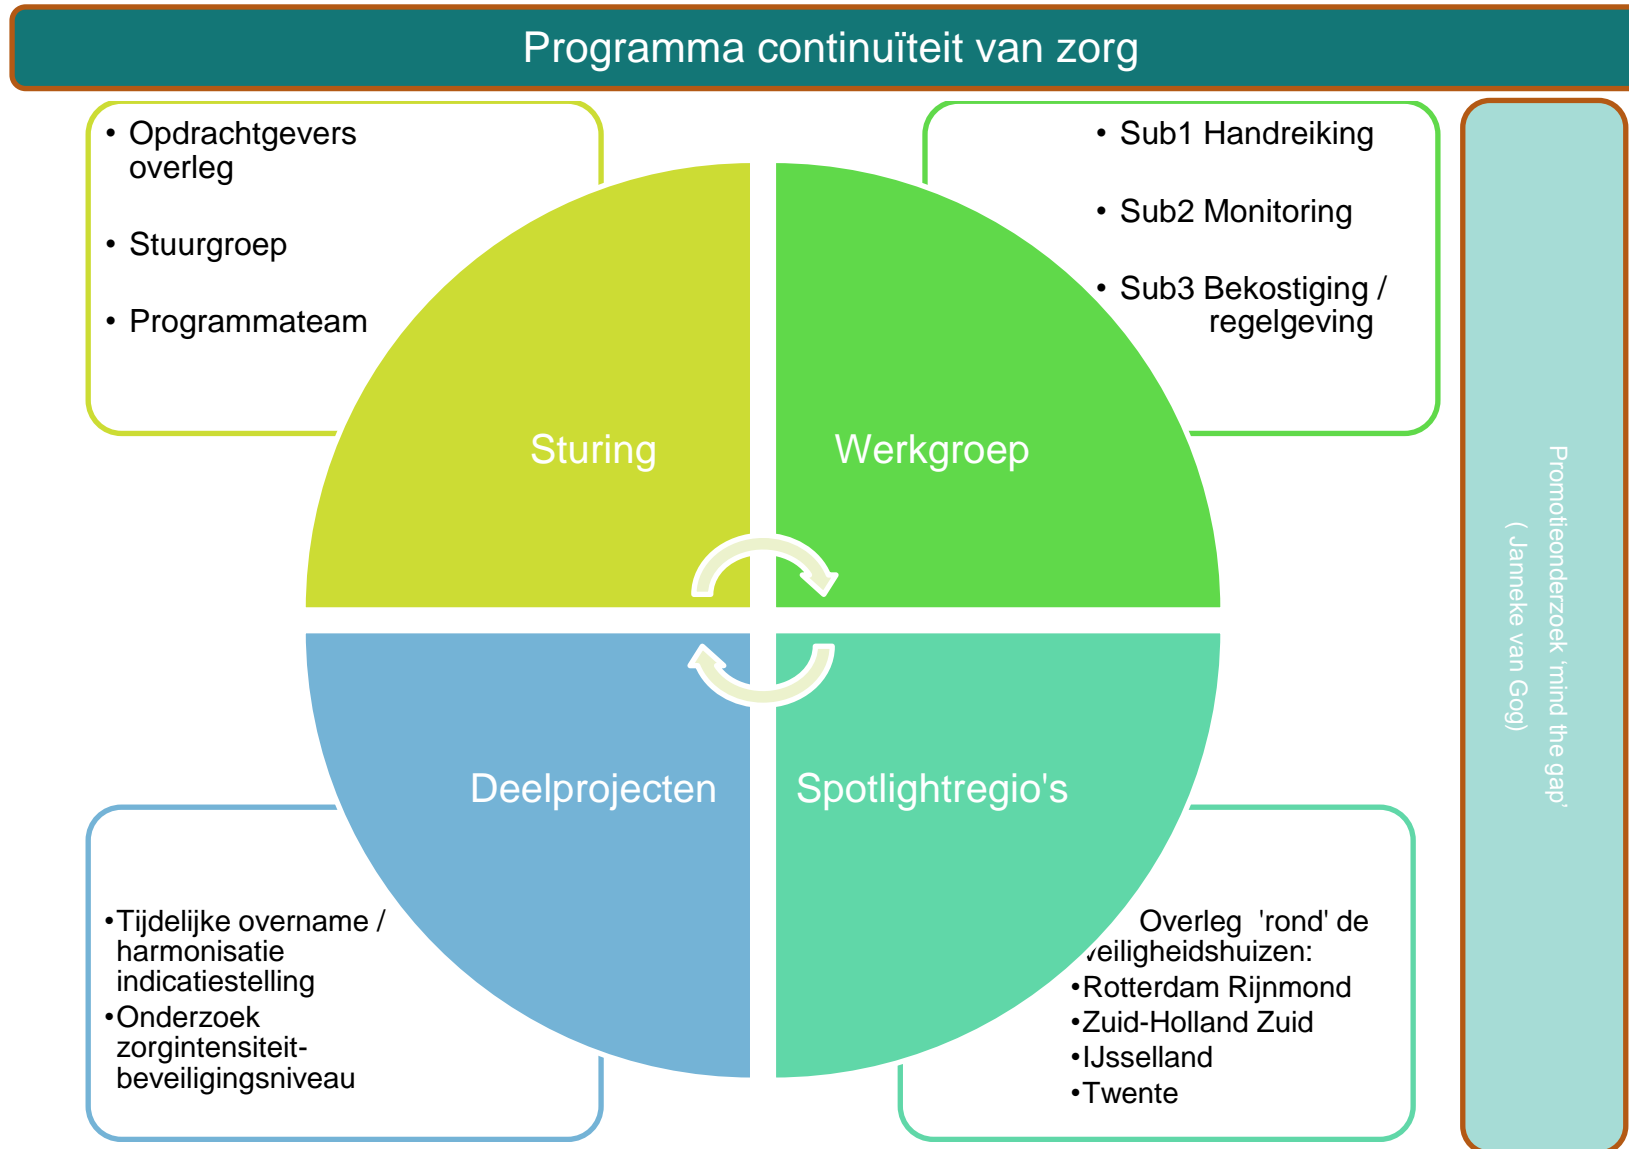 Programma continuïteit van zorg
• Opdrachtgevers
overleg
• Stuurgroep
• Programmateam
• Sub1 Handreiking
• Sub2 Monitoring
• Sub3 Bekostiging /
regelgeving
Sturing
Werkgroep
Deelprojecten
Spotlightregio's
•Tijdelijke overname /
harmonisatie
indicatiestelling
•Onderzoek
zorgintensiteit-
beveiligingsniveau
Overleg 'rond' de
veiligheidshuizen:
•Rotterdam Rijnmond
•Zuid-Holland Zuid
•IJsselland
•Twente
Promotieonderzoek ‘mind the gap’
( Janneke van Gog)